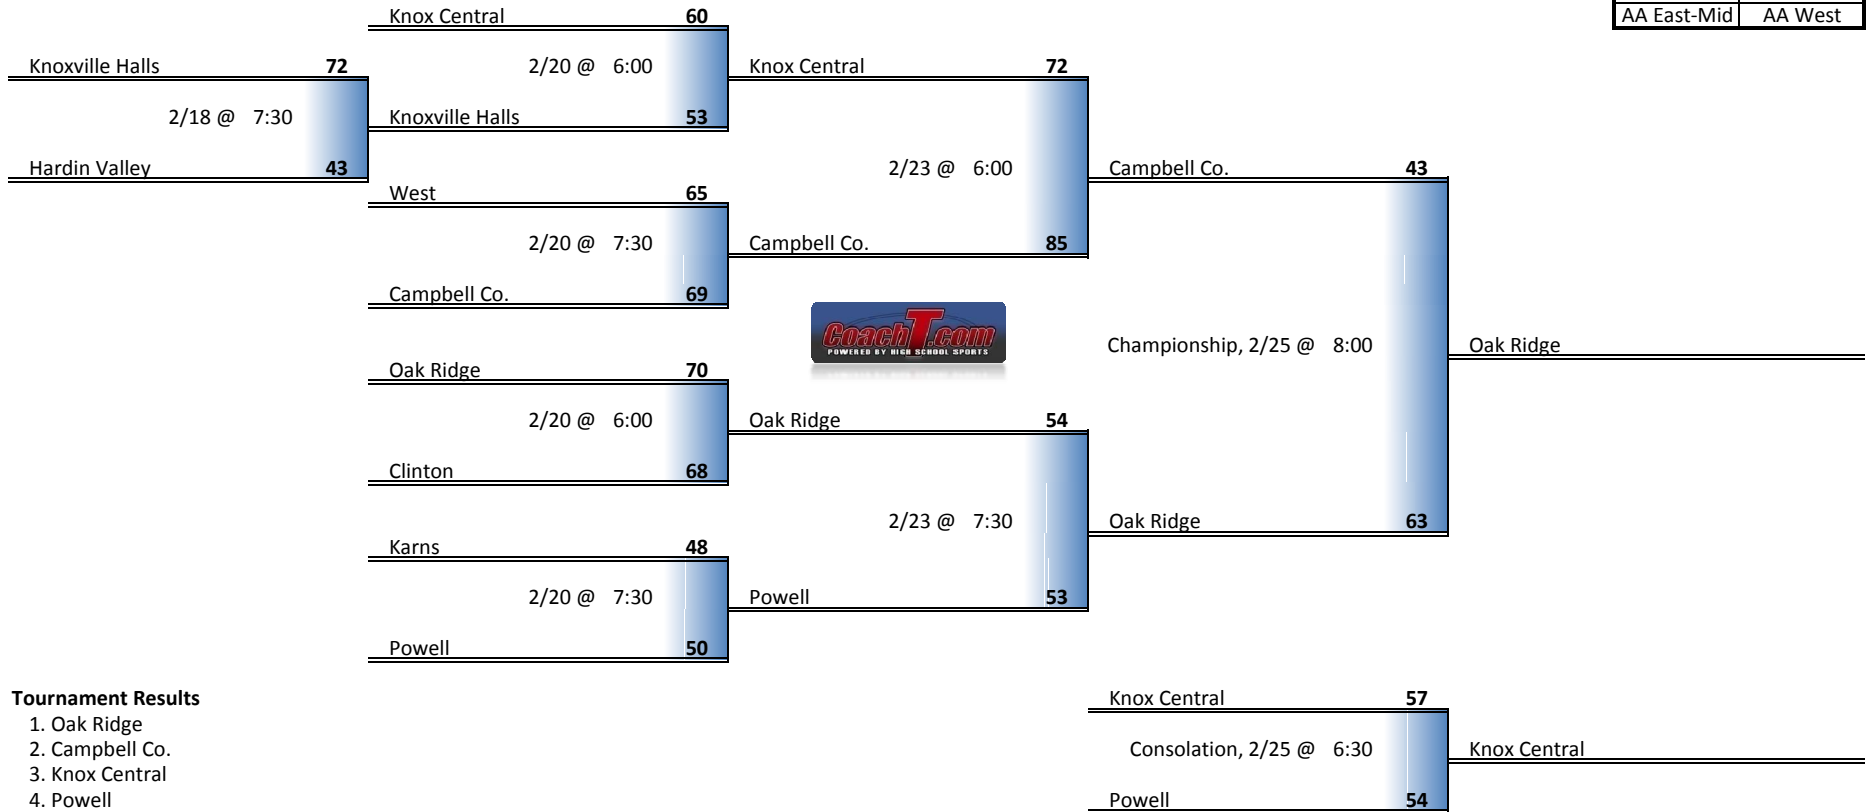 AA East-Mid AA West
Knox Central 60
Knoxville Halls 72
2/20 @ 6:00
Knox Central 72
2/18 @ 7:30
Knoxville Halls 53
Hardin Valley 43
2/23 @ 6:00
Campbell Co. 43
West 65
2/20 @ 7:30
Campbell Co. 85
Campbell Co. 69
CoachT.com
POWERED BY HIGH SCHOOL SPORTS
Championship, 2/25 @ 8:00
Oak Ridge
Oak Ridge 70
2/20 @ 6:00
Oak Ridge 54
Clinton 68
2/23 @ 7:30
Oak Ridge 63
Karns 48
2/20 @ 7:30
Powell 53
Powell 50
Tournament Results
1. Oak Ridge
2. Campbell Co.
3. Knox Central
4. Powell
Knox Central 57
Consolation, 2/25 @ 6:30
Knox Central
Powell 54